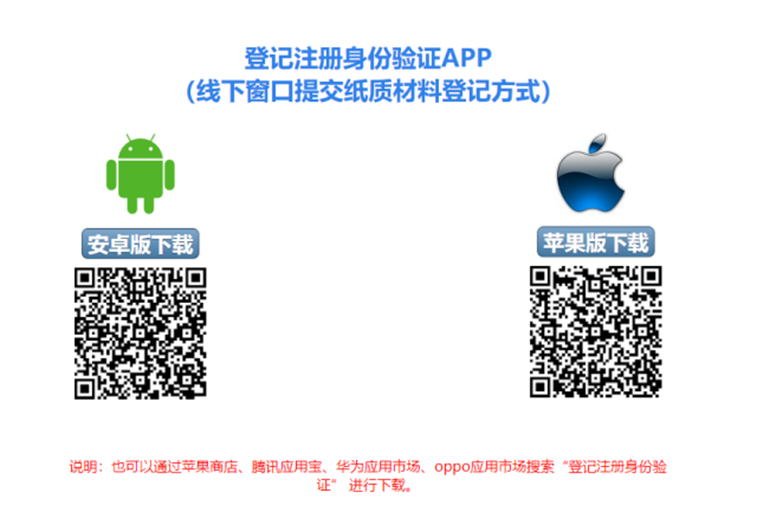 登记注册身份验证APP
（线下窗口提交纸质材料登记方式）
安卓版下载
苹果版下载
说明：也可以通过苹果商店、腾讯应用宝、华为应用市场、oppo应用市场搜索“登记注册身份验
证” 进行下载。